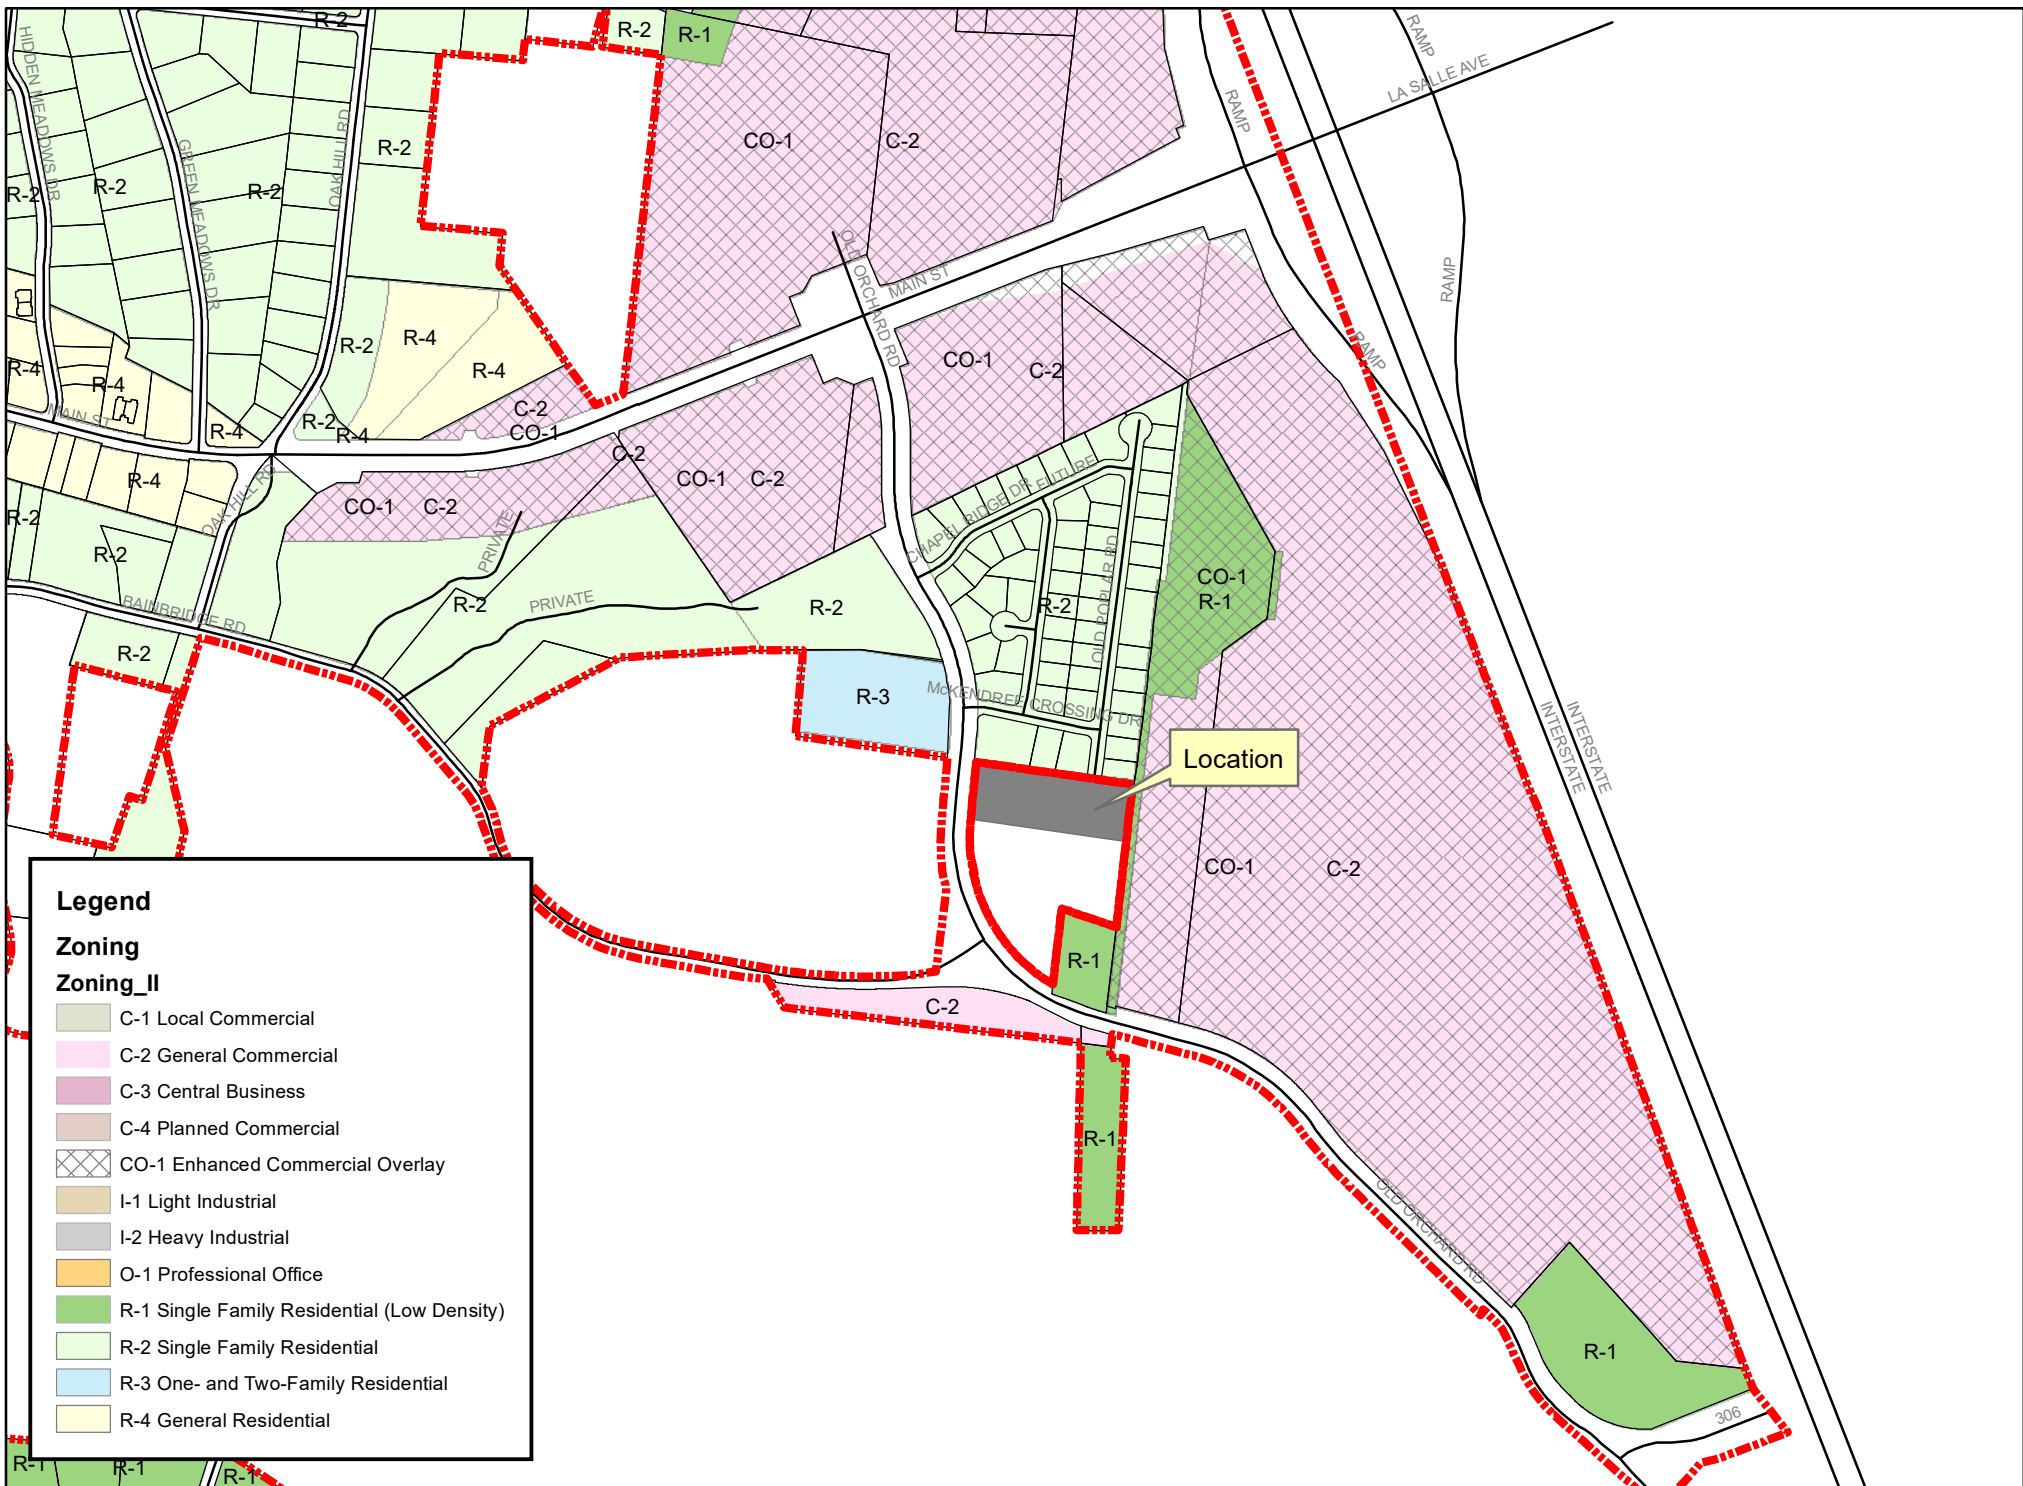 R-2
R-2
R-1
RAMP
HIDDEN MEADOWS DR
GREEN MEADOWS DR
OAK HILL RD
R-2
CO-1
C-2
RAMP
LA SALLE AVE
R-2
R-2
R-2
OLD ORCHARD RD
MAIN ST
RAMP
R-4
R-2
R-4
R-4
R-4
R-4
CO-1
C-2
RAMP
MAIN ST
R-4
R-2
R-4
C-2
CO-1
C-2
R-4
CO-1
C-2
CO-1
C-2
R-2
OAK HILL RD
PRIVATE
CHAPEL RIDGE DR
FUTURE
R-2
BAINBRIDGE RD
R-2
PRIVATE
R-2
R-2
OLD POPLAR RD
CO-1
R-1
R-2
R-3
McKENDREE CROSSING DR
INTERSTATE
INTERSTATE
Location
CO-1
C-2
R-1
C-2
R-1
OLD ORCHARD RD
R-1
306
Legend
Zoning
Zoning_II
C-1 Local Commercial
C-2 General Commercial
C-3 Central Business
C-4 Planned Commercial
CO-1 Enhanced Commercial Overlay
I-1 Light Industrial
I-2 Heavy Industrial
O-1 Professional Office
R-1 Single Family Residential (Low Density)
R-2 Single Family Residential
R-3 One- and Two-Family Residential
R-4 General Residential
R-1
R-1
R-1